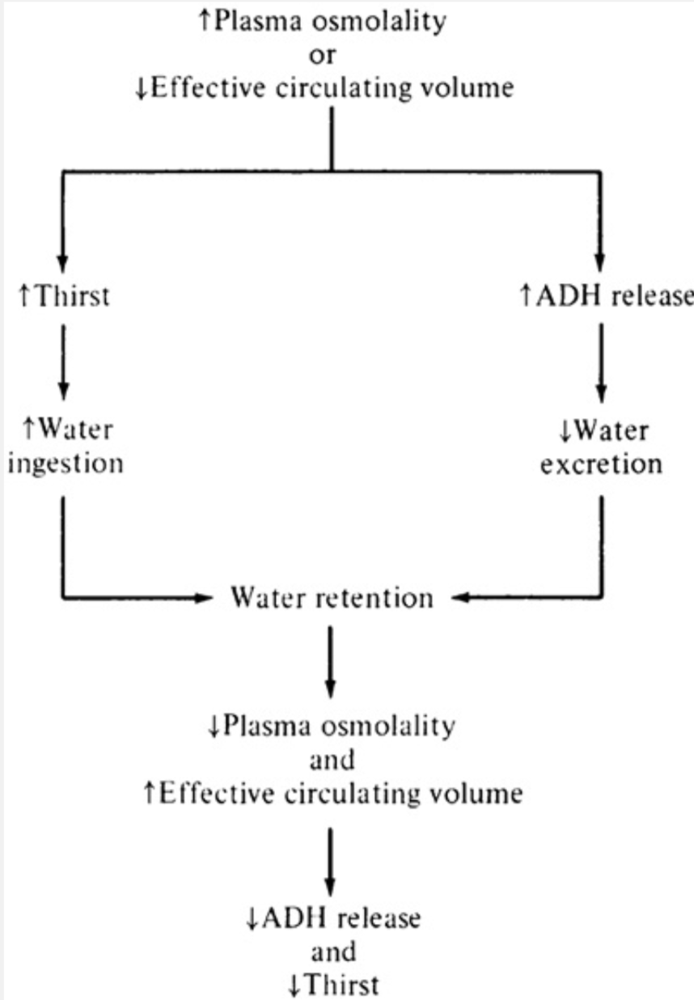 ↑Plasma osmolality
or
↓Effective circulating volume
↑Thirst
↑ADH release
↑Water
ingestion
↓Water
excretion
Water retention
↓Plasma osmolality
and
↑Effective circulating volume
↓ADH release
and
↓Thirst